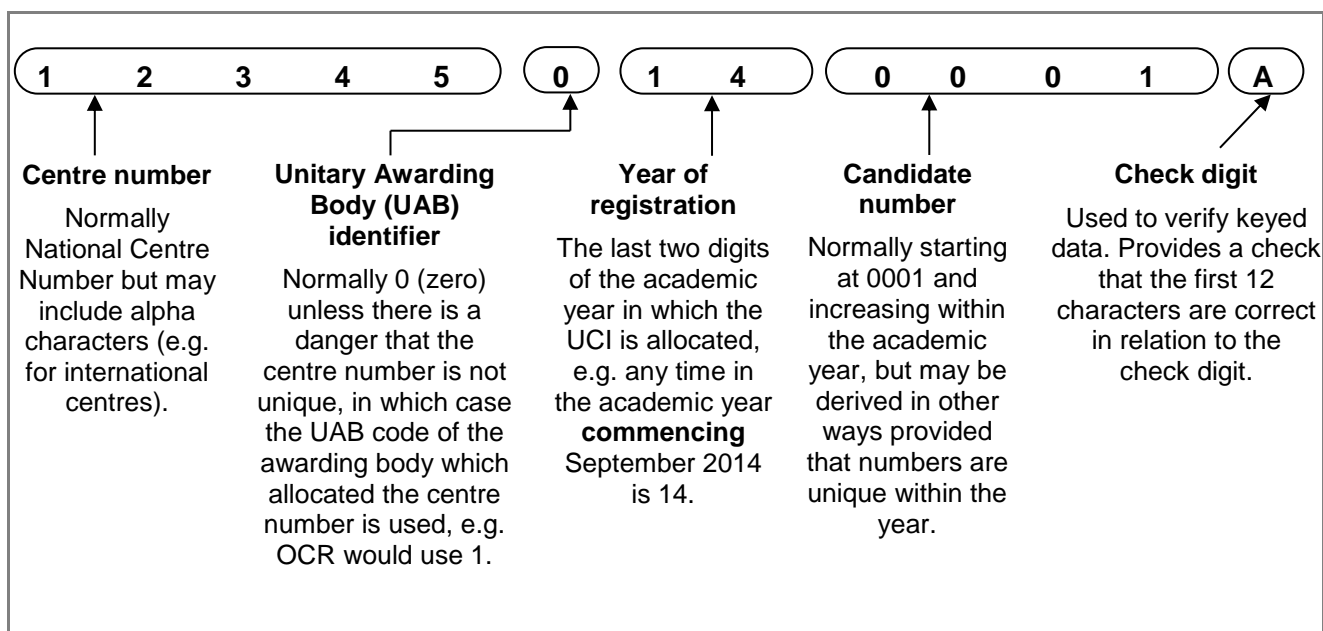 1 2 3 4 5 0 1 4 0 0 0 1 A
Centre number
Normally
National Centre
Number but may
include alpha
characters (e.g.
for international
centres).
Unitary Awarding
Body (UAB)
identifier
Normally 0 (zero)
unless there is a
danger that the
centre number is not
unique, in which case
the UAB code of the
awarding body which
allocated the centre
number is used, e.g.
OCR would use 1.
Year of
registration
The last two digits
of the academic
year in which the
UCI is allocated,
e.g. any time in
the academic year
commencing
September 2014
is 14.
Candidate
number
Normally starting
at 0001 and
increasing within
the academic
year, but may be
derived in other
ways provided
that numbers are
unique within the
year.
Check digit
Used to verify keyed
data. Provides a check
that the first 12
characters are correct
in relation to the
check digit.